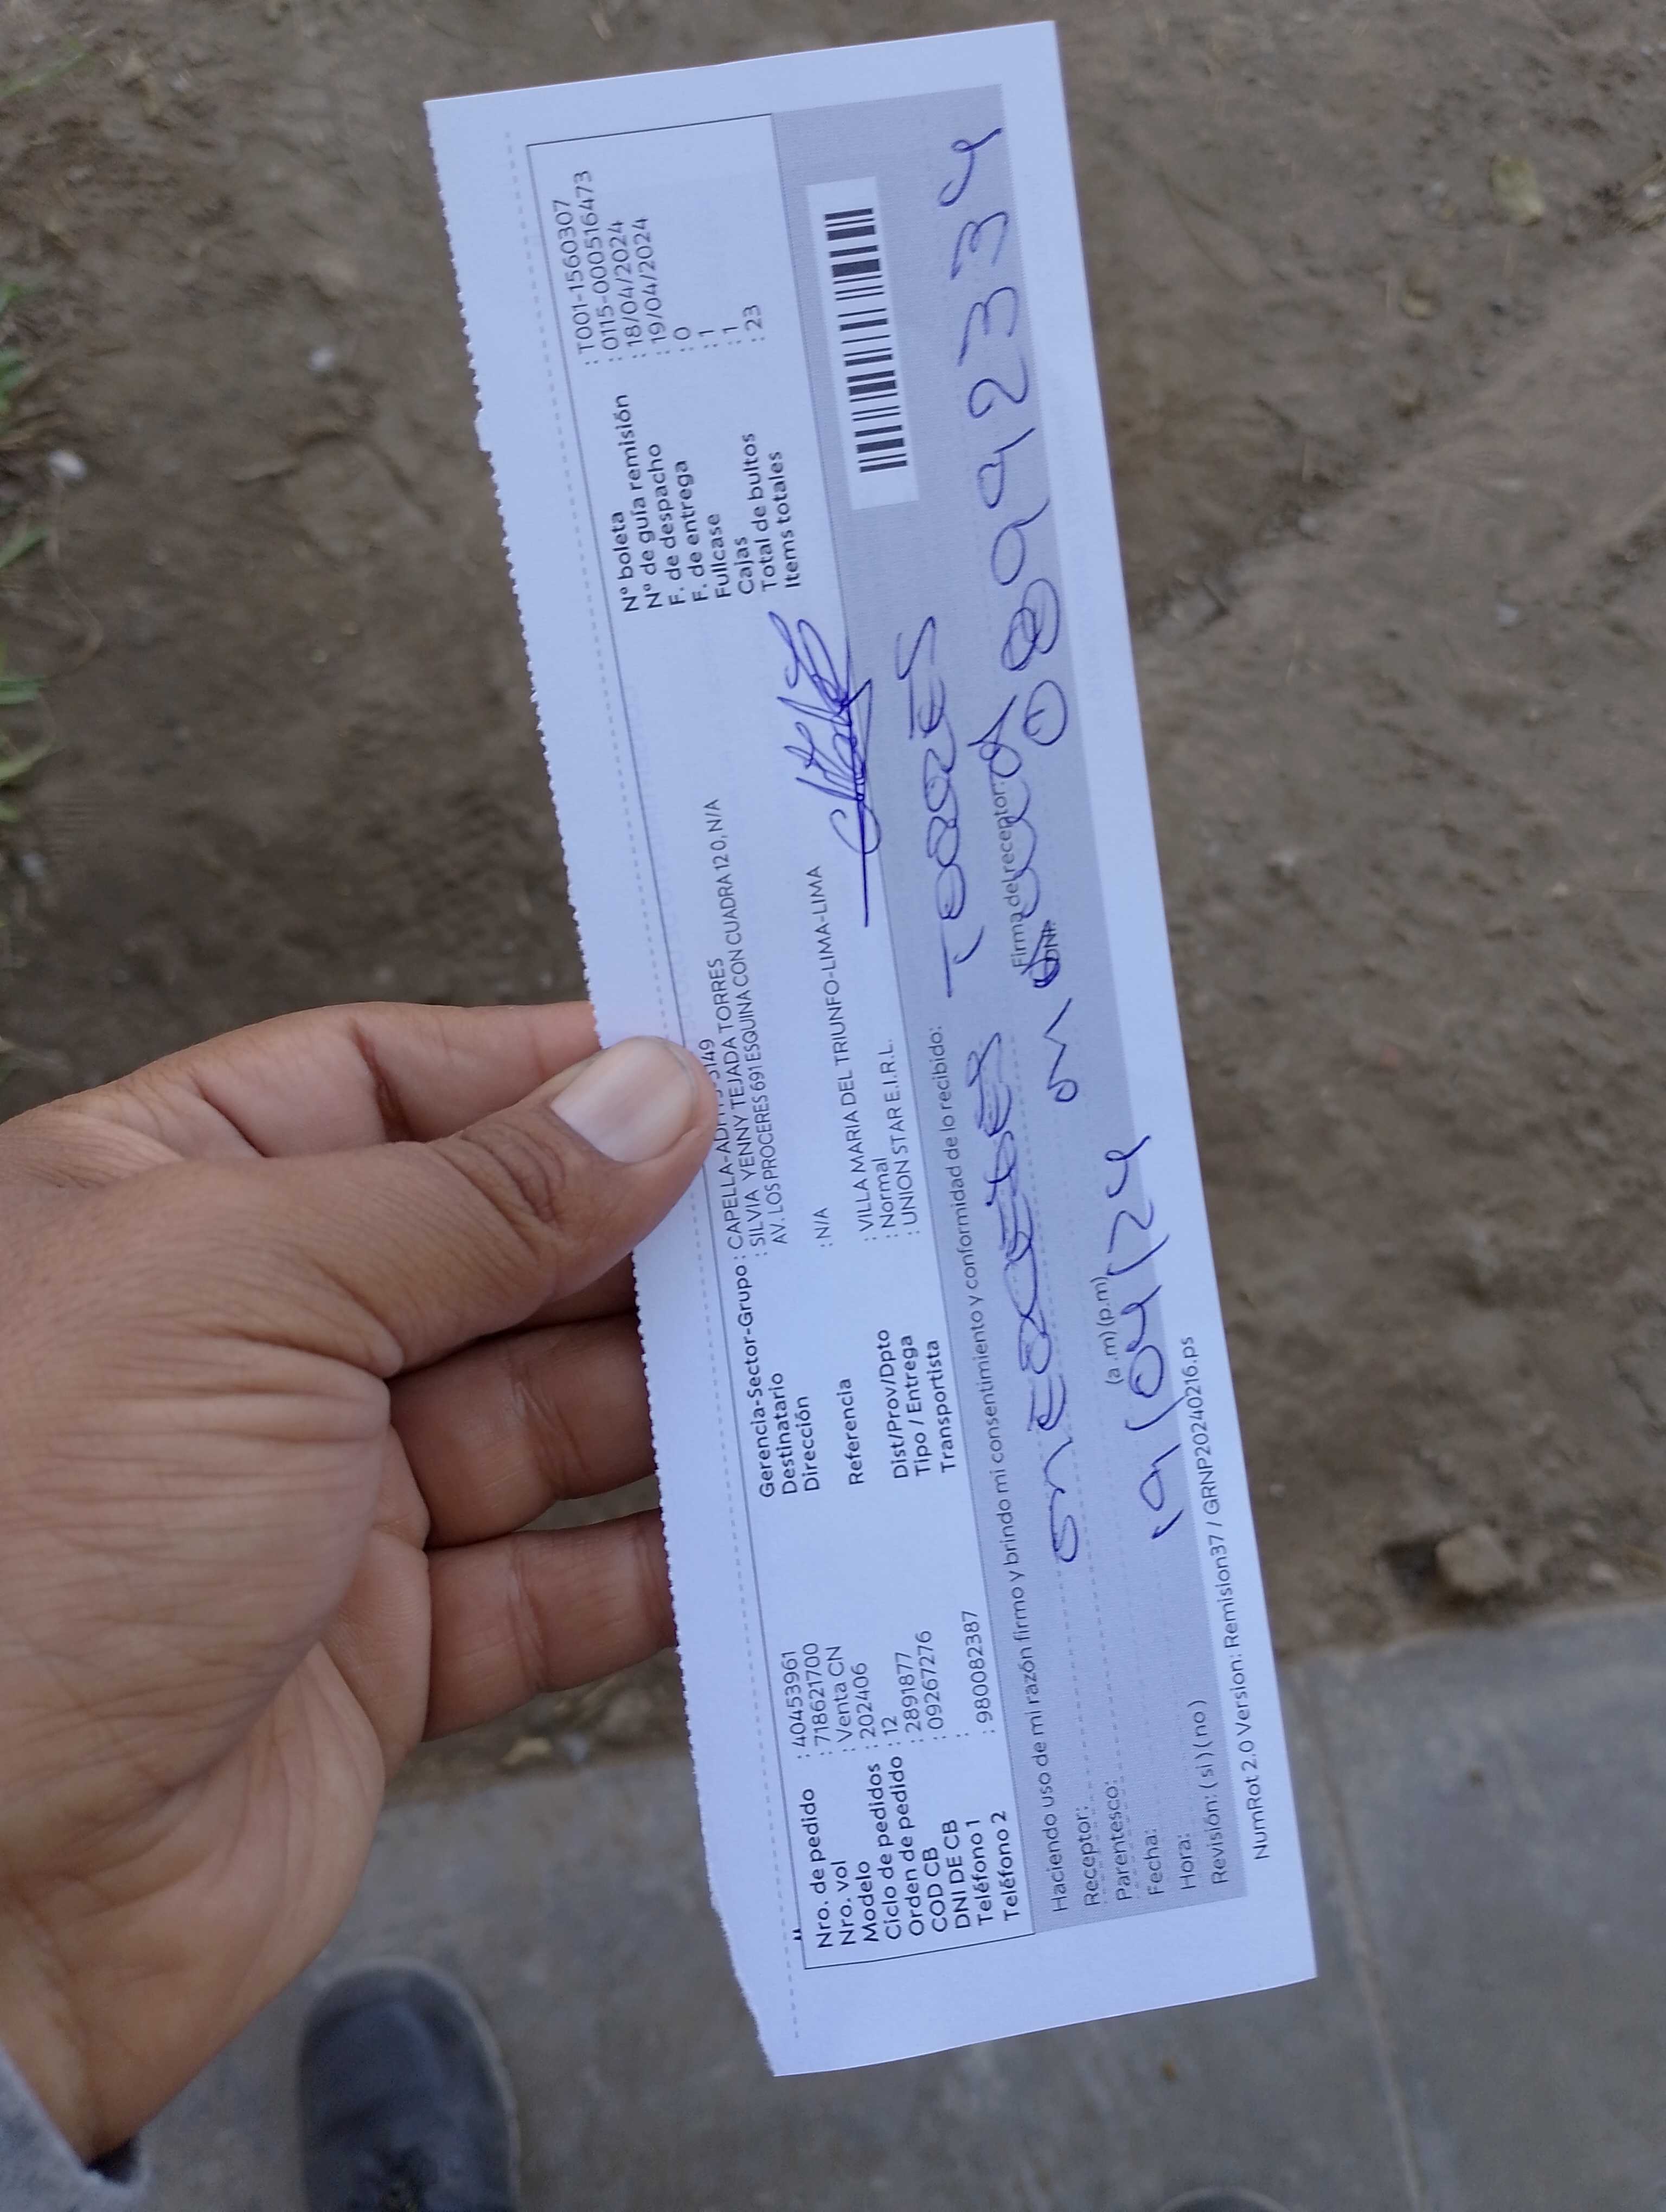 Nro. de pedido : 40453961
Nro. vol : 718621700
Modelo : Venta CN
Ciclo de pedidos : 202406
Orden de pedido : 12
COD CB : 2891877
DNI DE CB : 09267276
Teléfono 1 :
Teléfono 2 : 980082387
Gerencia-Sector-Grupo : CAPELLA-
Destinatario : SILVIA YENNY TEJADA TORRES
Dirección AV. LOS PROCERES 691 ESQUINA CON CUADRA 12 0, N/A
Referencia : N/A
Dist/Prov/Dpto : VILLA MARIA DEL TRIUNFO-LIMA-LIMA
Tipo / Entrega : Normal
Transportista : UNION STAR E.I.R.L.
N° boleta : T001-1560307
N° de guía remisión : 0115-0000516473
F. de despacho : 18/04/2024
F. de entrega : 19/04/2024
Fullcase : 0
Cajas : 1
Total de bultos : 1
Items totales : 23
Haciendo uso de mi razón firmo y brindo mi consentimiento y conformidad de lo recibido:
Receptor: TORRES
Parentesco: Firma del receptor:
Fecha: (a.m) (p.m) DNI: 08992334
Hora: 19/04/24
Revisión: ( si ) ( no )
NumRot 2.0 Version: Remision37 / GRNP20240216.ps